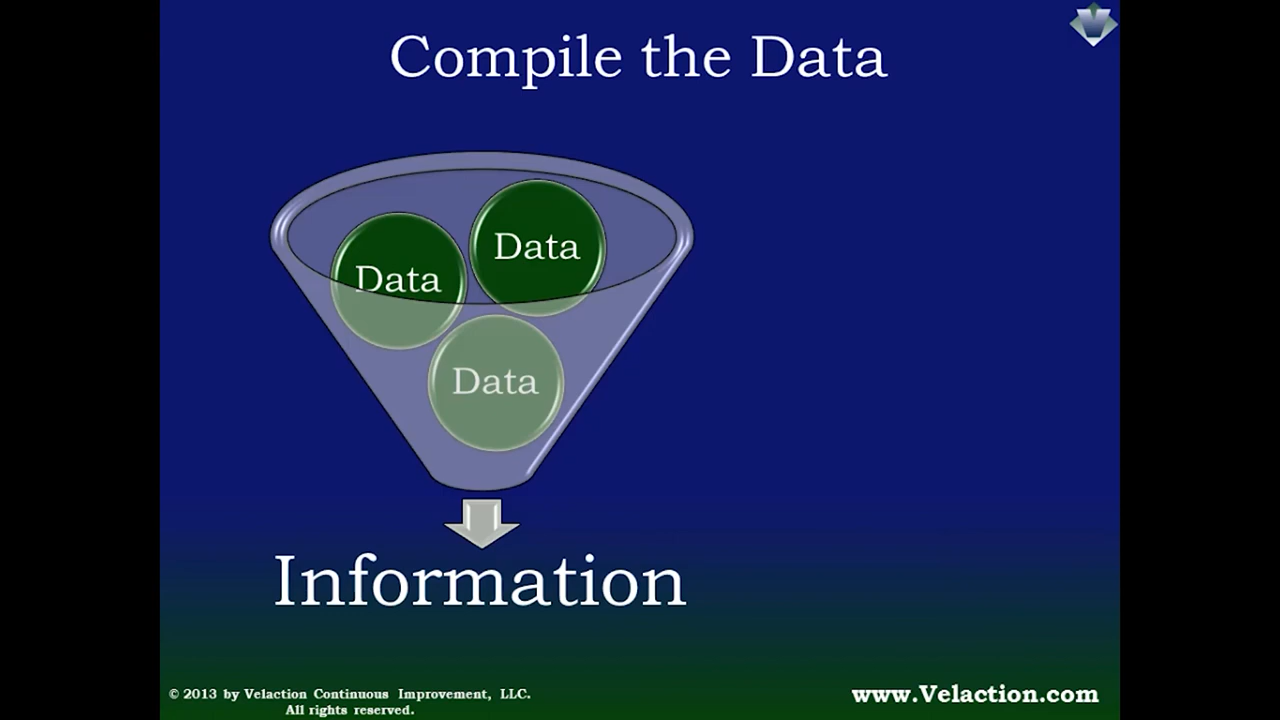 Compile the Data
Data
Data
Data
Information
© 2013 by Velaction Continuous Improvement, LLC.
All rights reserved.
www.Velaction.com